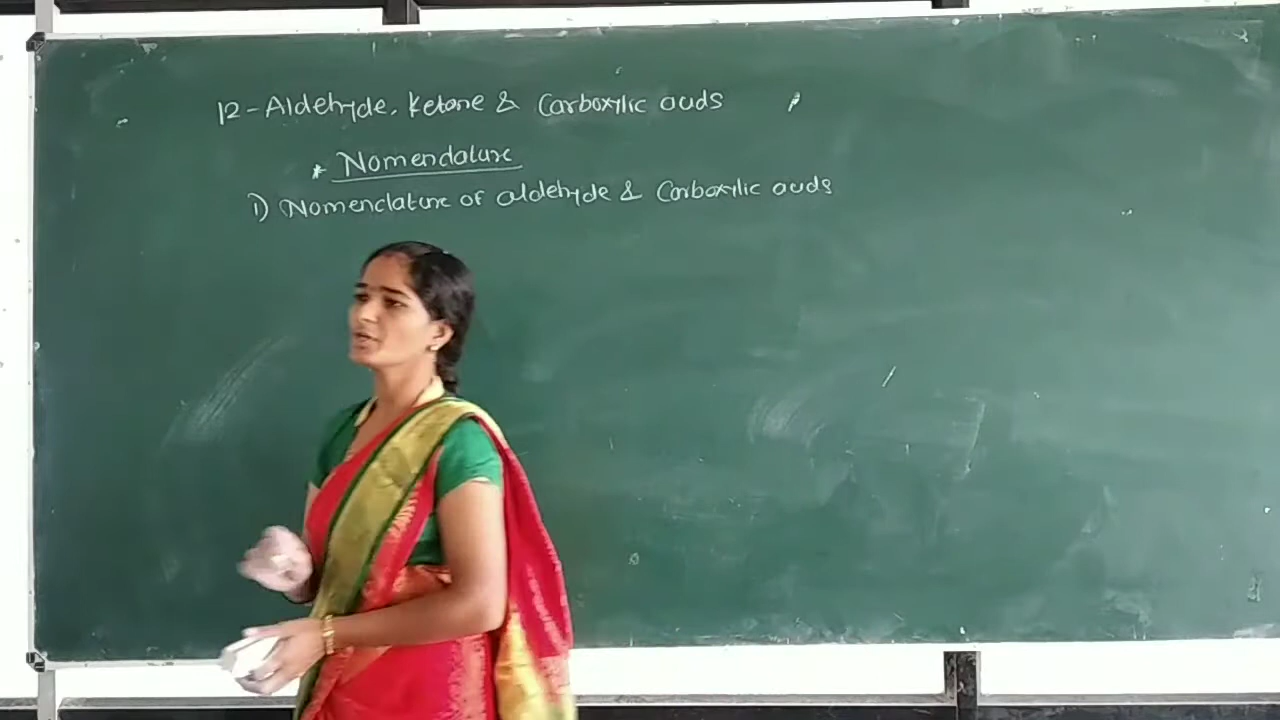 12 - Aldehyde, Ketone & Carboxylic acids
* Nomenclature
1) Nomenclature of aldehyde & Carboxylic acids